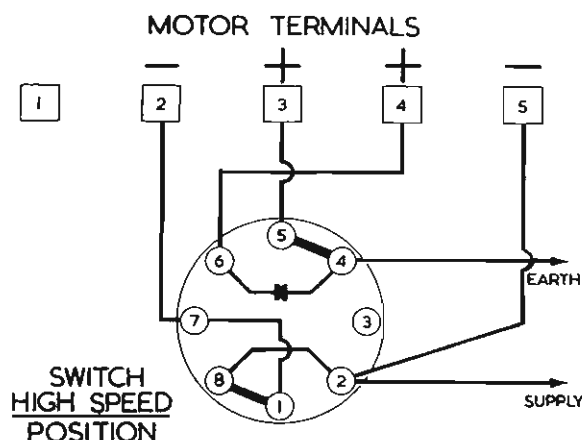 MOTOR TERMINALS
− + + −
1 2 3 4 5
5
6 4
EARTH
7 3
8 2
1
SUPPLY
SWITCH
HIGH SPEED
POSITION